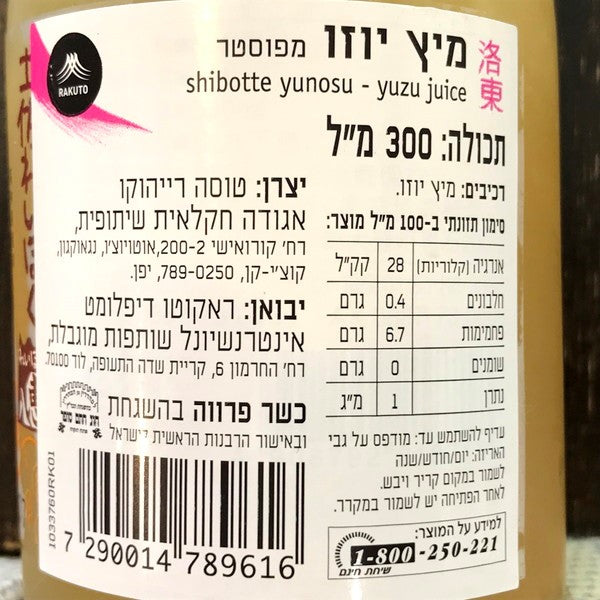 RAKUTO
מיץ יוזו מפוסטר
洛東
shibotte yunosu - yuzu juice
תכולה: 300 מ"ל
רכיבים: מיץ יוזו.
סימון תזונתי ב-100 מ"ל מוצר:
אנרגיה (קלוריות) 28 קק"ל
חלבונים 0.4 גרם
פחמימות 6.7 גרם
שומנים 0 גרם
נתרן 1 מ"ג
עדיף להשתמש עד: מודפס על גבי
האריזה: יום/חודש/שנה
לשמור במקום קריר ויבש.
לאחר הפתיחה יש לשמור במקרר.
למידע על המוצר:
1-800-250-221
שיחת חינם
יצרן: טוסה רייהוקו
אגודה חקלאית שיתופית,
רח' קורואישי 200-2, אוטויוצ'ו, נגאוקגון,
קוצ'י-קן, 789-0250, יפן.
יבואן: ראקוטו דיפלומט
אינטרנשיונל שותפות מוגבלת,
רח' החרמון 6, קריית שדה התעופה, לוד 70100.
כשר פרווה בהשגחת
ובאישור הרבנות הראשית לישראל
1033760RK01
7 290014 789616